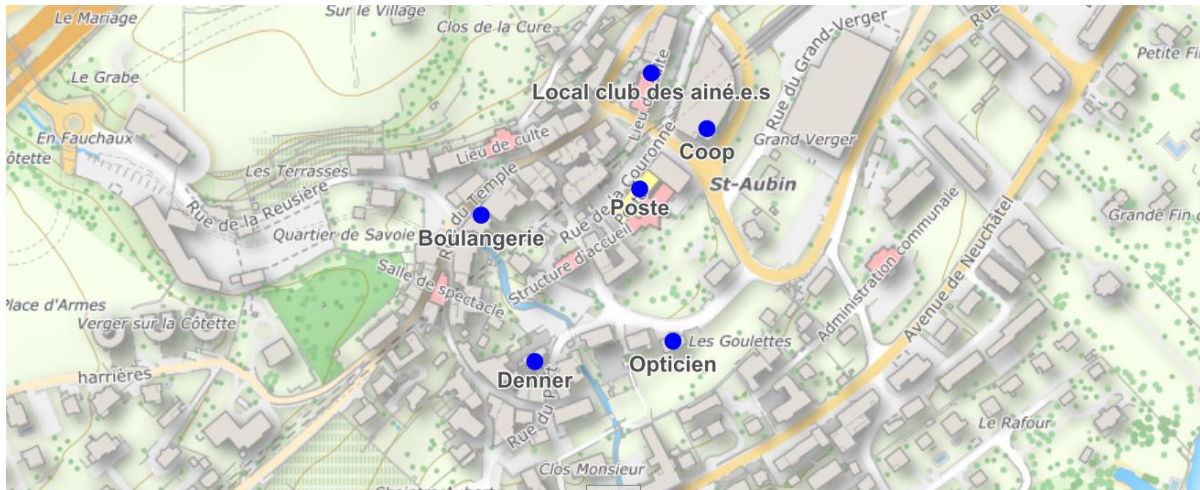 Sur le Village
Le Mariage
Clos de la Cure
Rue
Petite Fin
Le Grabe
Rue du Grand-Verger
Local club des ainé.e.s
Lieu de culte
En Fauchaux
Grand Verger
Côtette
Les Terrasses
Lieu de culte
Coop
St-Aubin
Rue de la Reusière
Rue du Temple
Rue de la Couronne
Poste
Grande Fin
Quartier de Savoie
Boulangerie
Structure d'accueil
Administration communale
Avenue de Neuchâtel
Salle de spectacle
Place d'Armes
Verger sur la Côtette
Les Goulettes
Opticien
harrières
Denner
Rue du Port
Le Rafour
Clos Monsieur